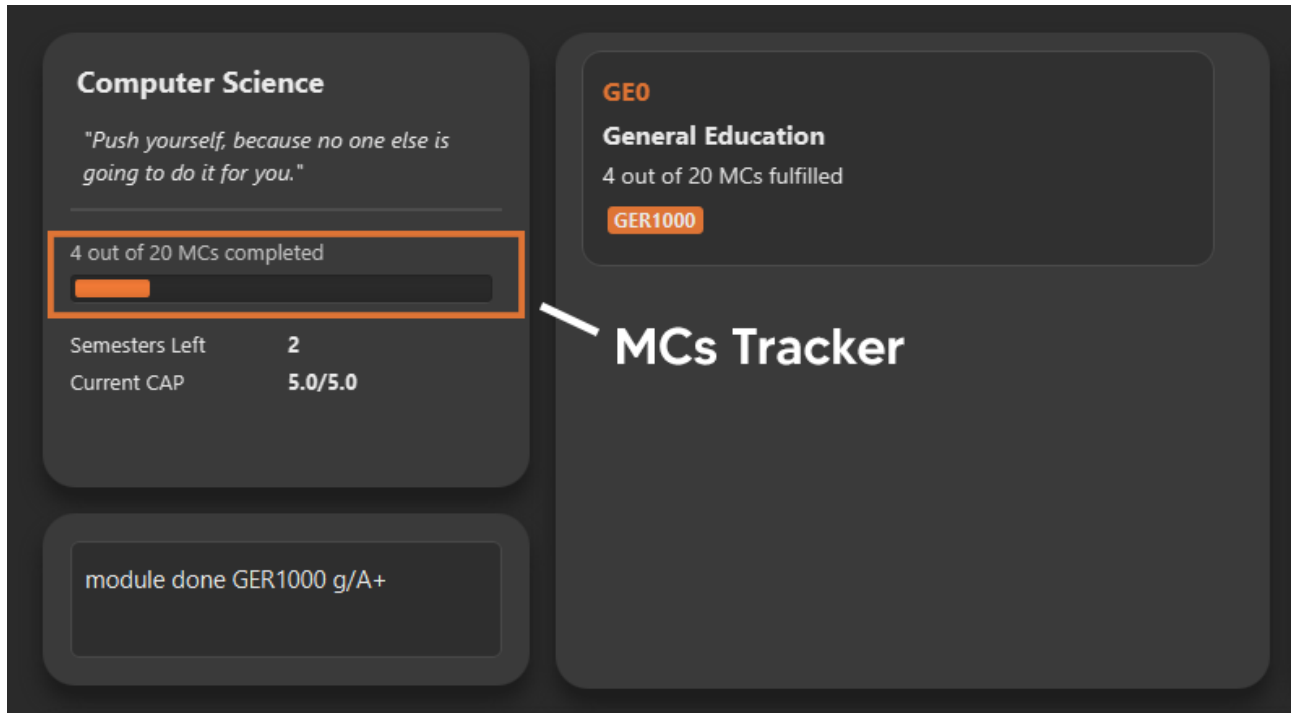 Computer Science
"Push yourself, because no one else is
going to do it for you."
4 out of 20 MCs completed
Semesters Left 2
Current CAP 5.0/5.0
module done GER1000 g/A+
GE0
General Education
4 out of 20 MCs fulfilled
GER1000
MCs Tracker